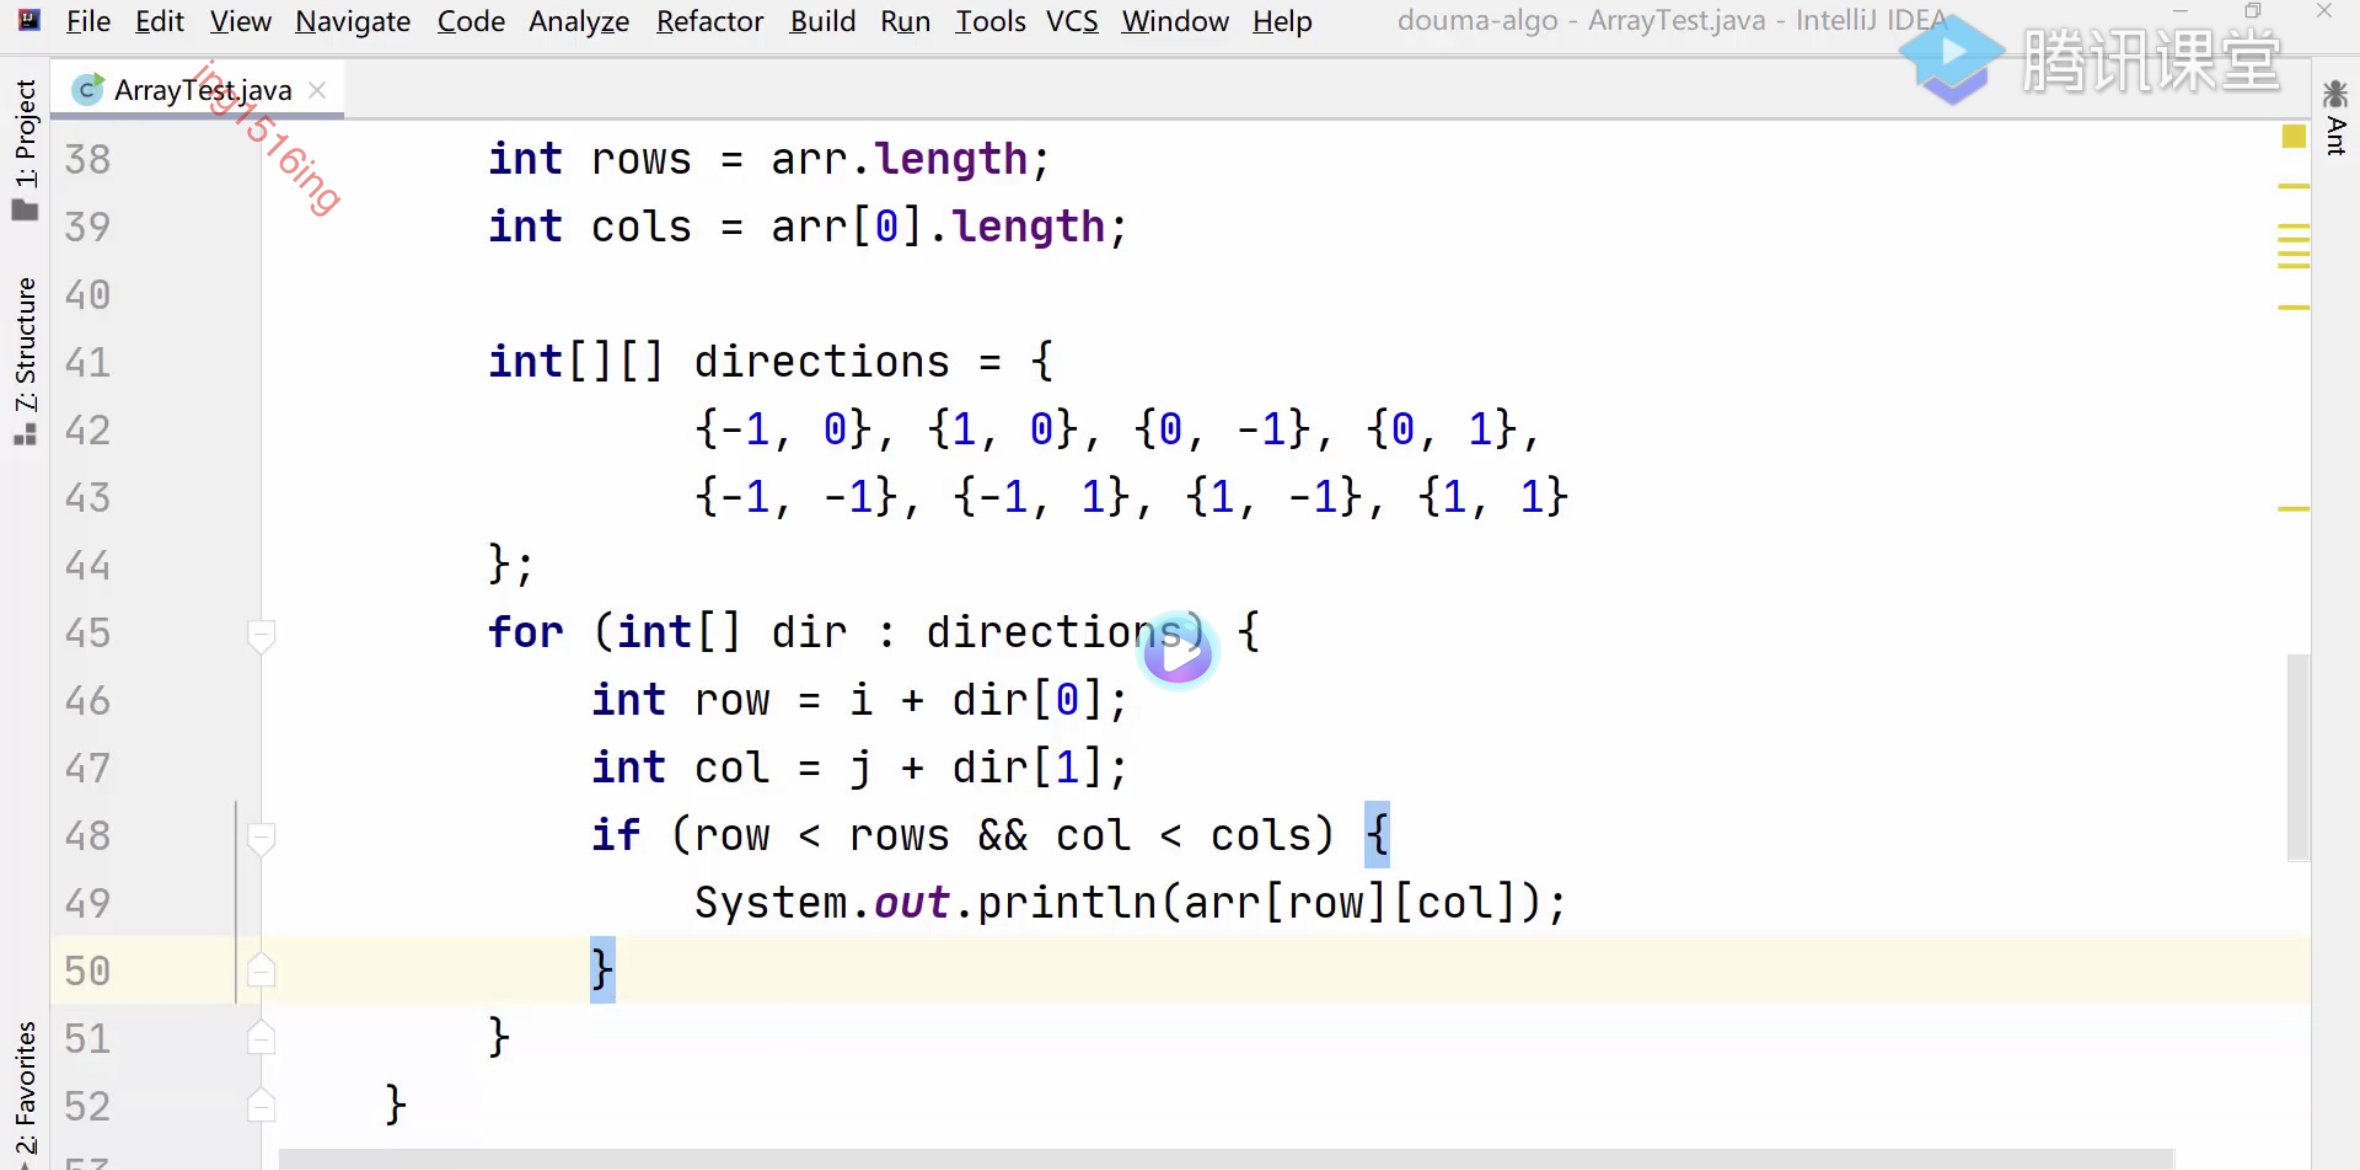 File Edit View Navigate Code Analyze Refactor Build Run Tools VCS Window Help douma-algo - ArrayTest.java - IntelliJ IDEA
腾讯课堂
ArrayTest.java
ing1516ing
1: Project
7: Structure
2: Favorites
Ant
38 int rows = arr.length;
39 int cols = arr[0].length;
40
41 int[][] directions = {
42 {-1, 0}, {1, 0}, {0, -1}, {0, 1},
43 {-1, -1}, {-1, 1}, {1, -1}, {1, 1}
44 };
45 for (int[] dir : directions) {
46 int row = i + dir[0];
47 int col = j + dir[1];
48 if (row < rows && col < cols) {
49 System.out.println(arr[row][col]);
50 }
51 }
52 }
53